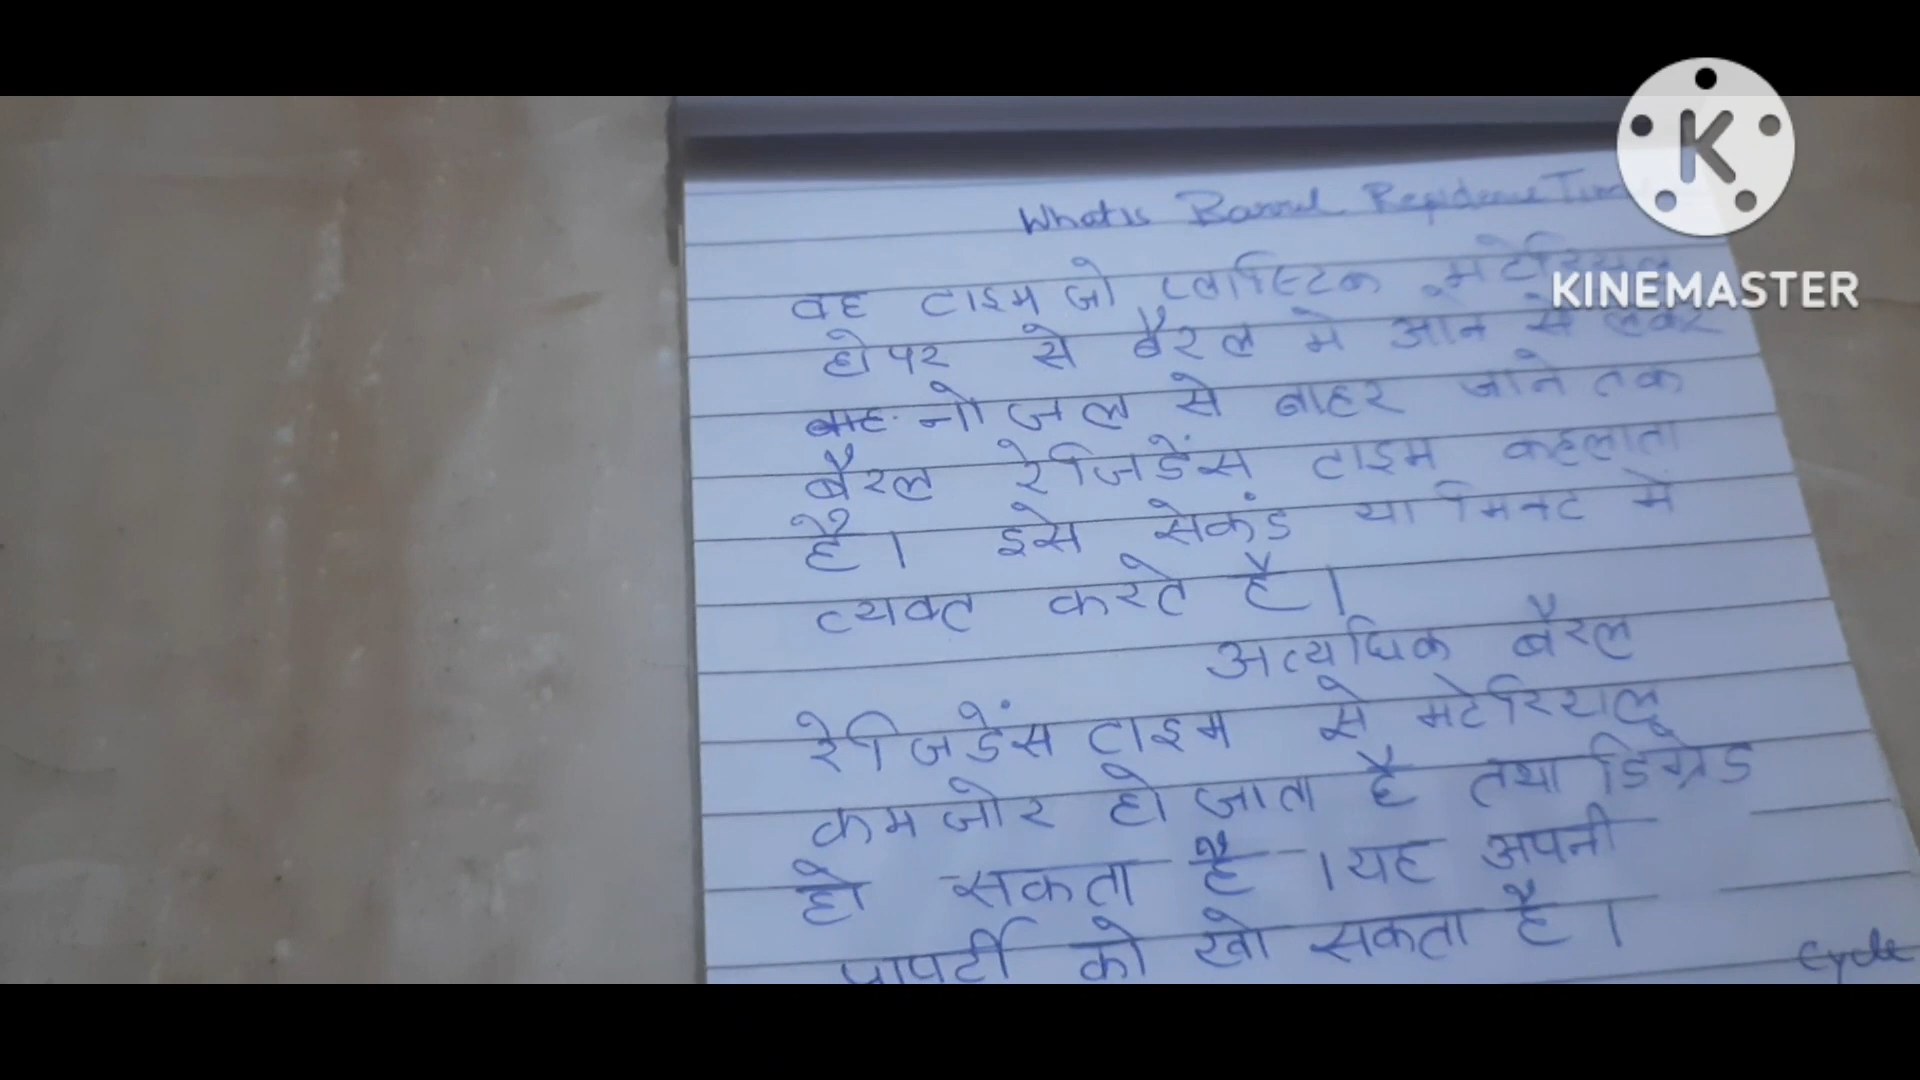 What is Barrel Residence Time
वह टाइम जो प्लास्टिक मटेरियल
होपर से बैरल मे आने से लेकर
नोजल से बाहर जाने तक
बैरल रेजिडेंस टाइम कहलाता
है। इसे सेकंड या मिनट मे
व्यक्त करते है।
अत्यधिक बैरल
रेजिडेंस टाइम से मटेरियल
कमजोर हो जाता है तथा डिग्रेड
हो सकता है । यह अपनी
प्रापर्टी को खो सकता है ।
Cycle
KINEMASTER